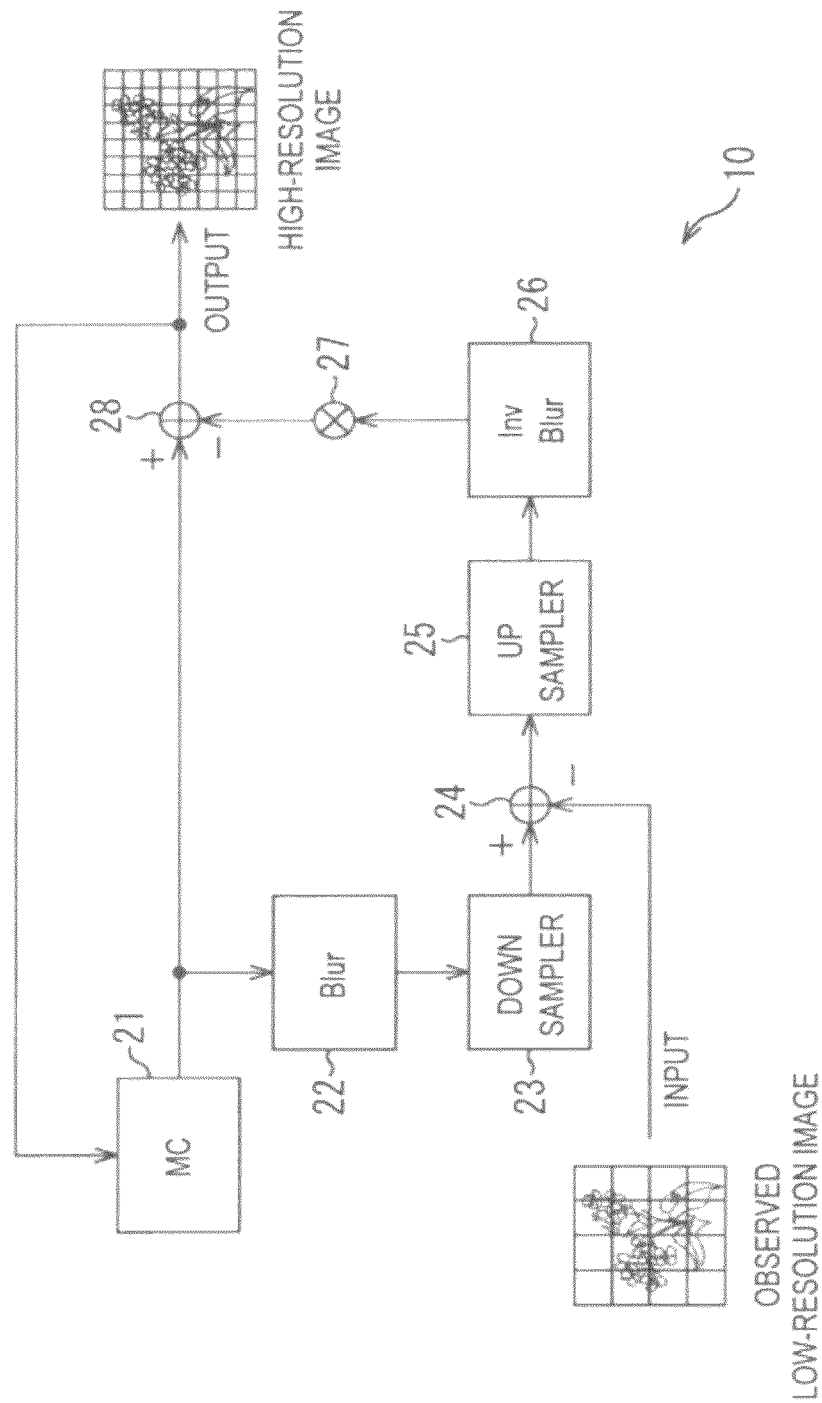 HIGH-RESOLUTION
IMAGE
OUTPUT
10
28
+
−
27
26
Inv
Blur
25
UP
SAMPLER
24
+
−
21
MC
22
Blur
23
DOWN
SAMPLER
INPUT
OBSERVED
LOW-RESOLUTION IMAGE